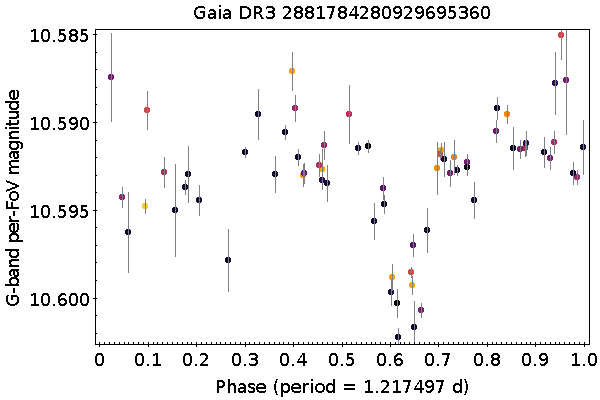 Gaia DR3 2881784280929695360
G-band per-FoV magnitude
10.585
10.590
10.595
10.600
0 0.1 0.2 0.3 0.4 0.5 0.6 0.7 0.8 0.9 1.0
Phase (period = 1.217497 d)